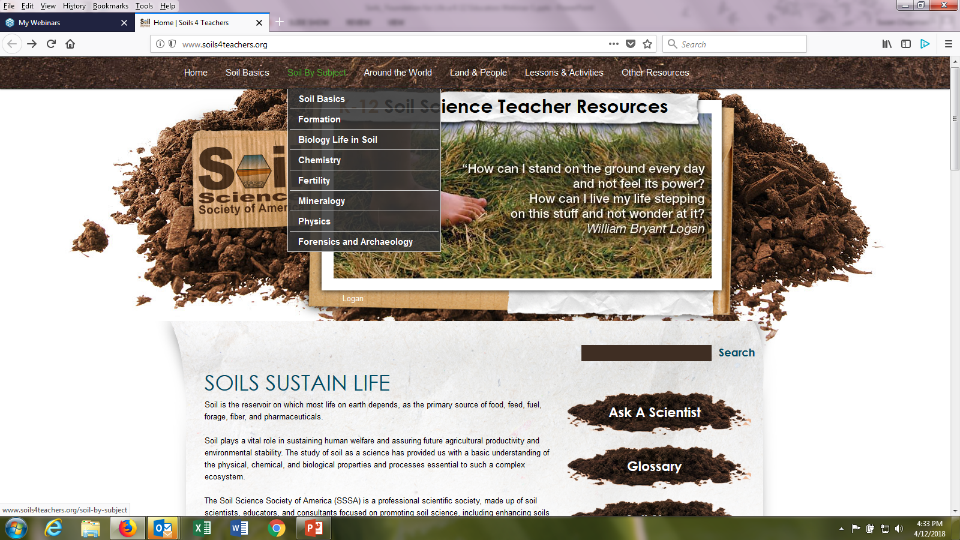 File Edit View History Bookmarks Tools Help
My Webinars
Home | Soils 4 Teachers
www.soils4teachers.org
Search
Home Soil Basics Soil By Subject Around the World Land & People Lessons & Activities Other Resources
Soil Basics
Formation
Biology Life in Soil
Chemistry
Fertility
Mineralogy
Physics
Forensics and Archaeology
12 Soil Science Teacher Resources
Soi
Science
Society of Amer
“How can I stand on the ground every day
and not feel its power?
How can I live my life stepping
on this stuff and not wonder at it?
William Bryant Logan
Logan
Search
SOILS SUSTAIN LIFE
Soil is the reservoir on which most life on earth depends, as the primary source of food, feed, fuel,
forage, fiber, and pharmaceuticals.
Soil plays a vital role in sustaining human welfare and assuring future agricultural productivity and
environmental stability. The study of soil as a science has provided us with a basic understanding of
the physical, chemical, and biological properties and processes essential to such a complex
ecosystem.
The Soil Science Society of America (SSSA) is a professional scientific society, made up of soil
scientists, educators, and consultants focused on promoting soil science, including enhancing soils
Ask A Scientist
Glossary
www.soils4teachers.org/soil-by-subject
4:33 PM
4/12/2018